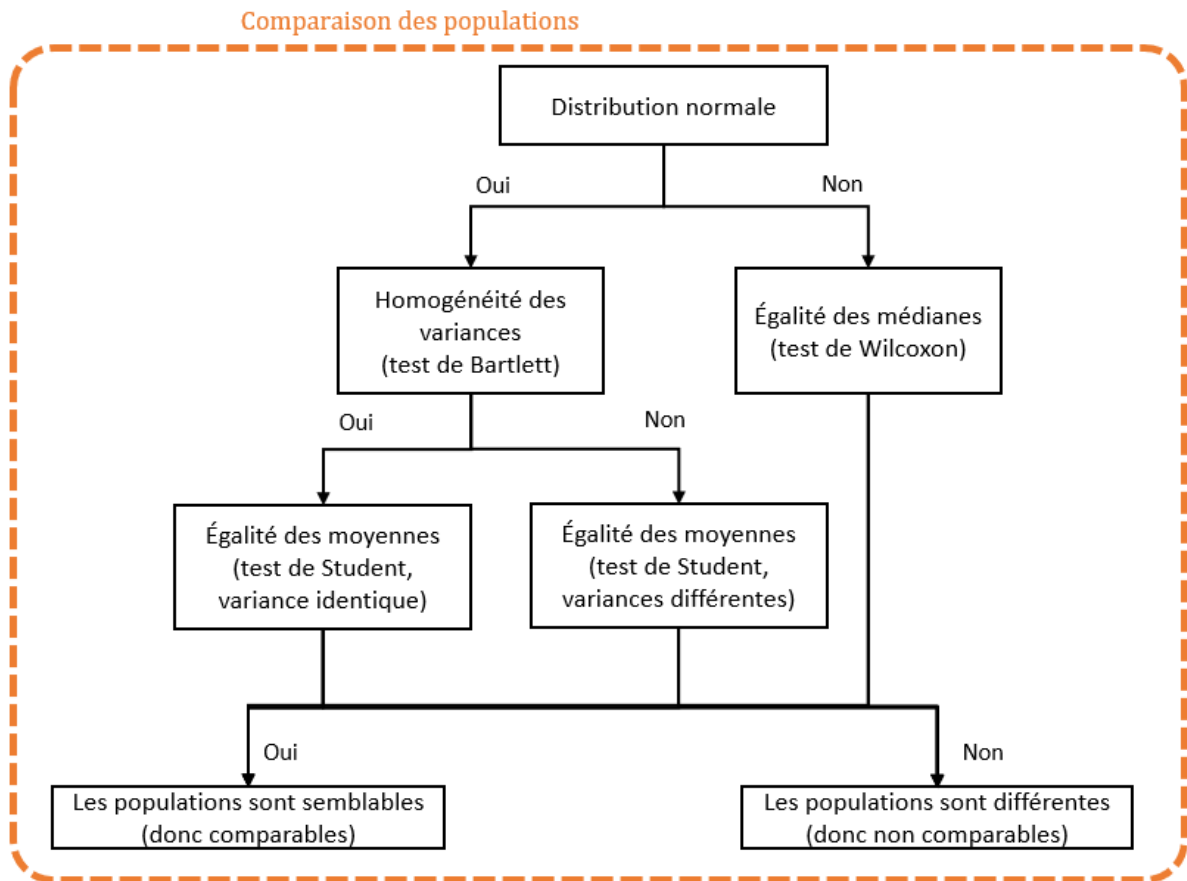 Comparaison des populations
Distribution normale
Oui
Non
Homogénéité des
variances
(test de Bartlett)
Égalité des médianes
(test de Wilcoxon)
Oui
Non
Égalité des moyennes
(test de Student,
variance identique)
Égalité des moyennes
(test de Student,
variances différentes)
Oui
Non
Les populations sont semblables
(donc comparables)
Les populations sont différentes
(donc non comparables)